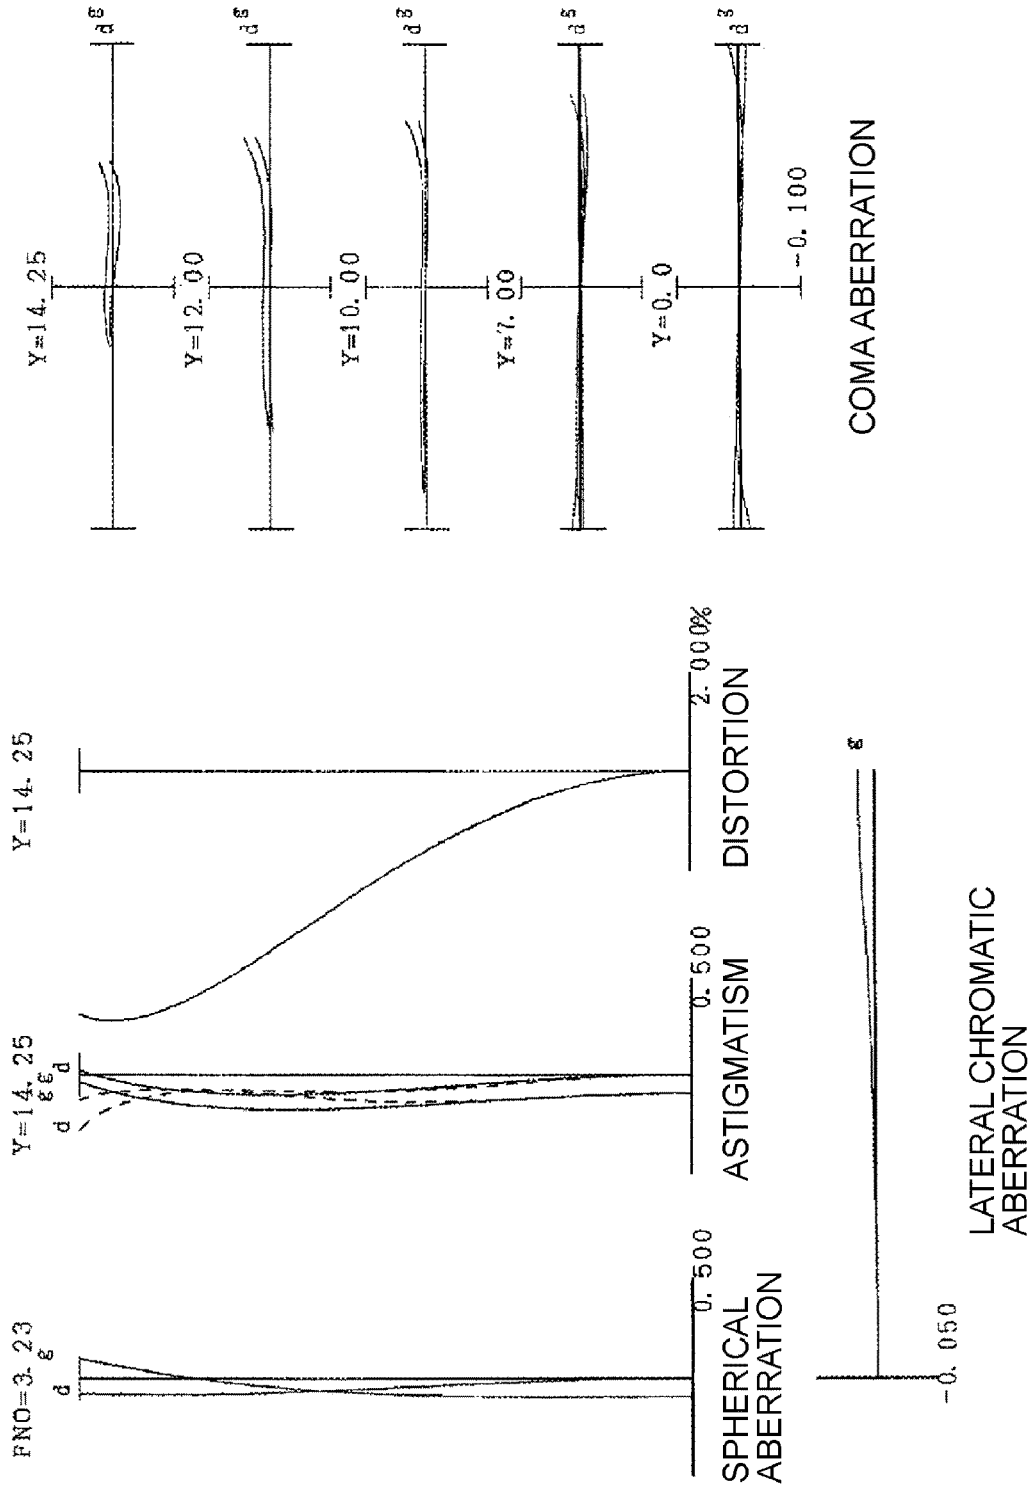 FNO=3.23
d
g
0.500
SPHERICAL
ABERRATION
Y=14.25
d
g g
d
0.500
ASTIGMATISM
Y=14.25
2.000%
DISTORTION
Y=14.25
d g
Y=12.00
d g
Y=10.00
d g
Y=7.00
d g
Y=0.0
d g
-0.100
COMA ABERRATION
g
-0.050
LATERAL CHROMATIC
ABERRATION